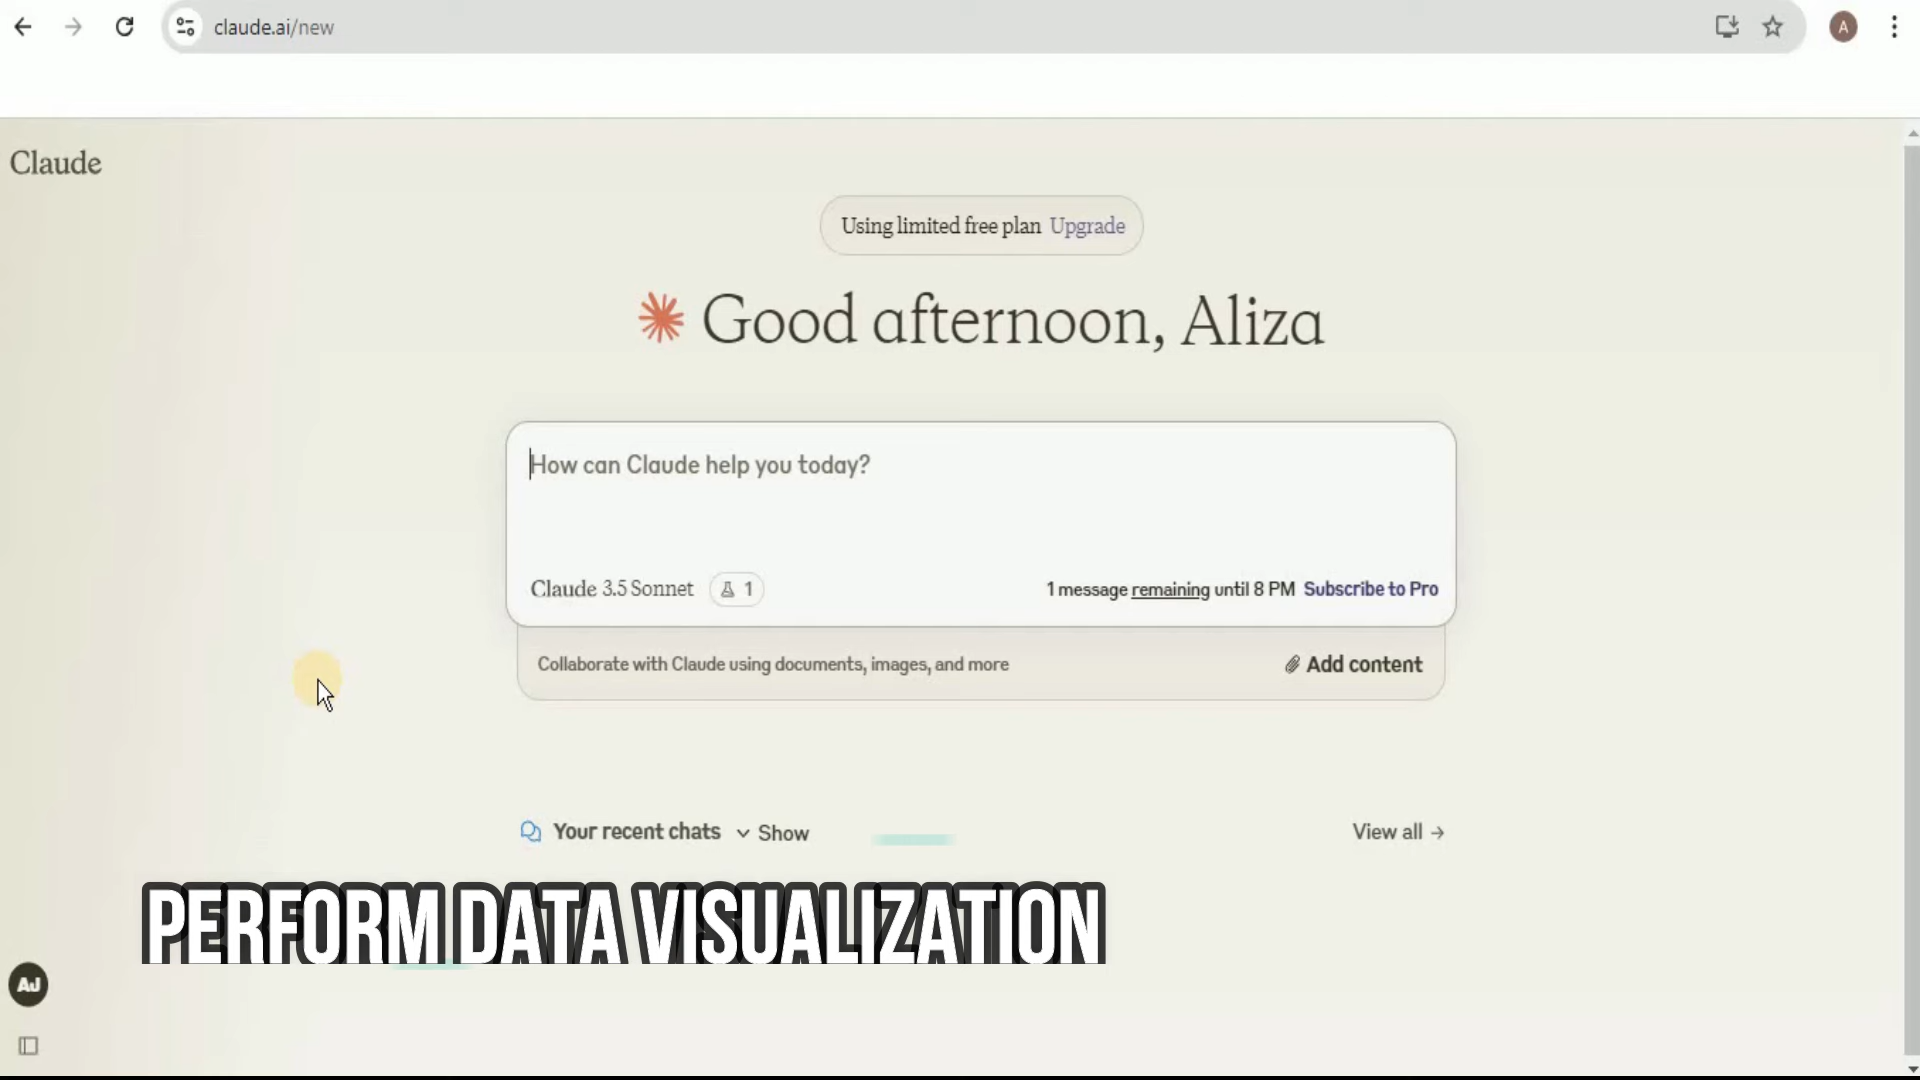 claude.ai/new
A
Claude
Using limited free plan Upgrade
Good afternoon, Aliza
How can Claude help you today?
Claude 3.5 Sonnet 1
1 message remaining until 8 PM Subscribe to Pro
Collaborate with Claude using documents, images, and more
Add content
Your recent chats Show
View all →
PERFORM DATA VISUALIZATION
AJ